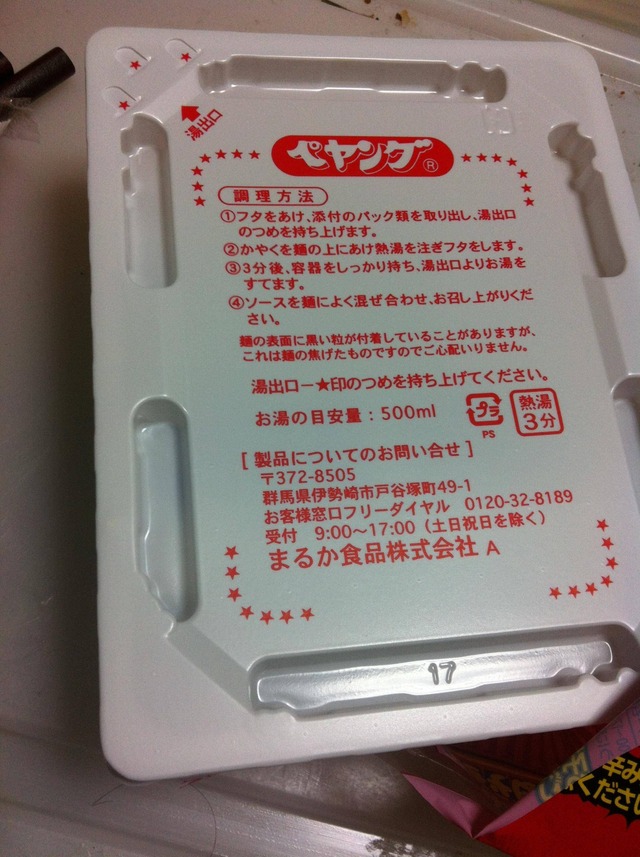 湯出口
ペヤング®
調理方法
①フタをあけ、添付のパック類を取り出し、湯出口
のつめを持ち上げます。
②かやくを麺の上にあけ熱湯を注ぎフタをします。
③3分後、容器をしっかり持ち、湯出口よりお湯を
すてます。
④ソースを麺によく混ぜ合わせ、お召し上がりくだ
さい。
麺の表面に黒い粒が付着していることがありますが、
これは麺の焦げたものですのでご心配いりません。
湯出口ー★印のつめを持ち上げてください。
お湯の目安量：500ml
プラ
PS
熱湯
3分
[製品についてのお問い合せ]
〒372-8505
群馬県伊勢崎市戸谷塚町49-1
お客様窓口フリーダイヤル 0120-32-8189
受付 9:00〜17:00（土日祝日を除く）
まるか食品株式会社 A
17
辛み
ください